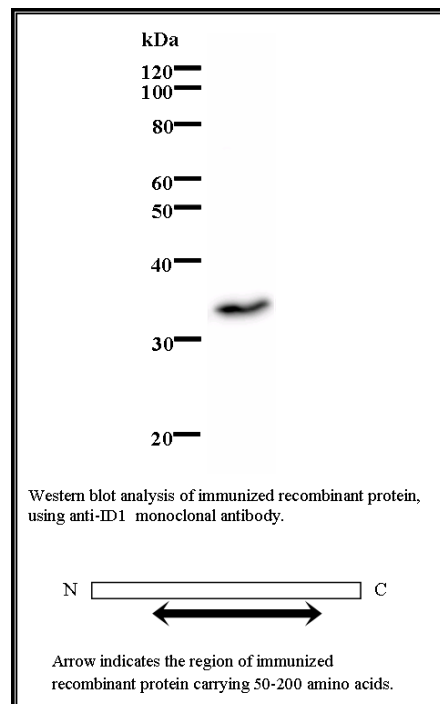 kDa
120
100
80
60
50
40
30
20
Western blot analysis of immunized recombinant protein,
using anti-ID1 monoclonal antibody.
N C
Arrow indicates the region of immunized
recombinant protein carrying 50-200 amino acids.